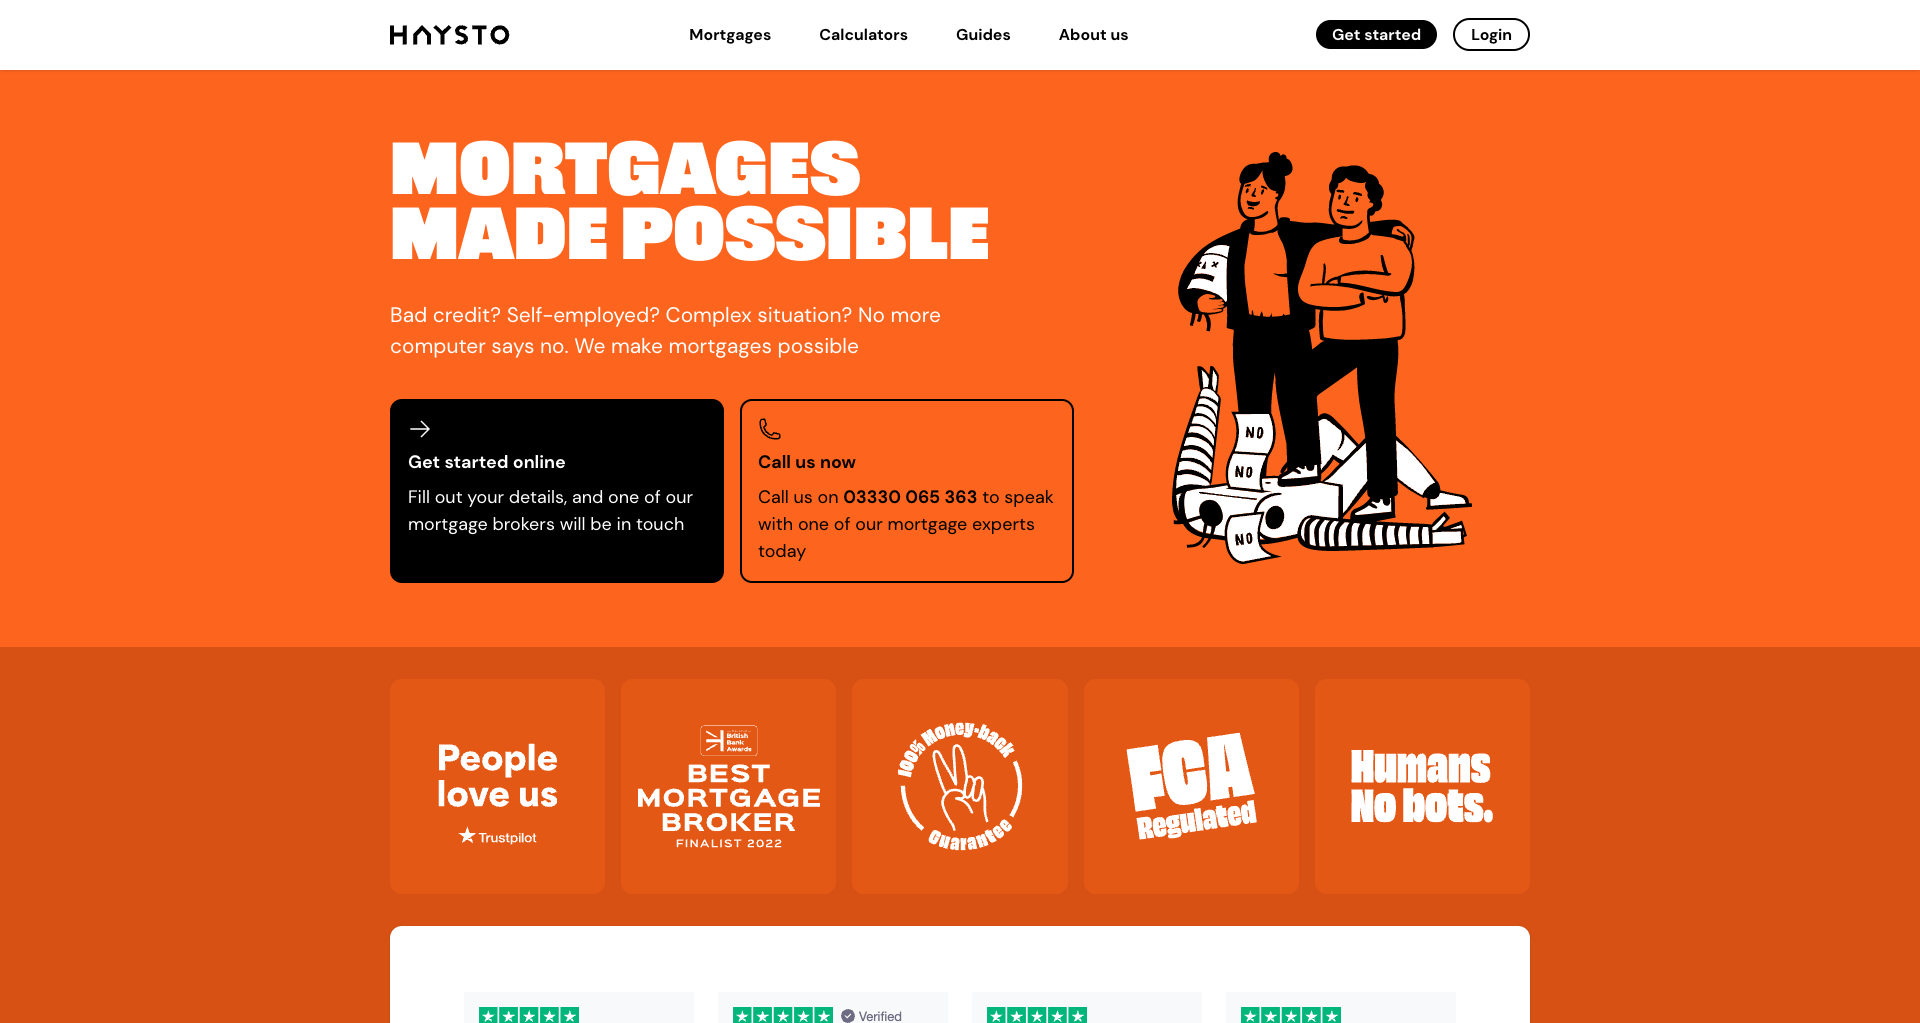 HAYSTO
Mortgages
Calculators
Guides
About us
Get started
Login
MORTGAGES
MADE POSSIBLE
Bad credit? Self-employed? Complex situation? No more
computer says no. We make mortgages possible
Get started online
Fill out your details, and one of our
mortgage brokers will be in touch
Call us now
Call us on 03330 065 363 to speak
with one of our mortgage experts
today
NO
NO
NO
People
love us
Trustpilot
British
Bank
Awards
BEST
MORTGAGE
BROKER
FINALIST 2022
100% Money-back
Guarantee
FCA
Regulated
Humans
No bots.
Verified